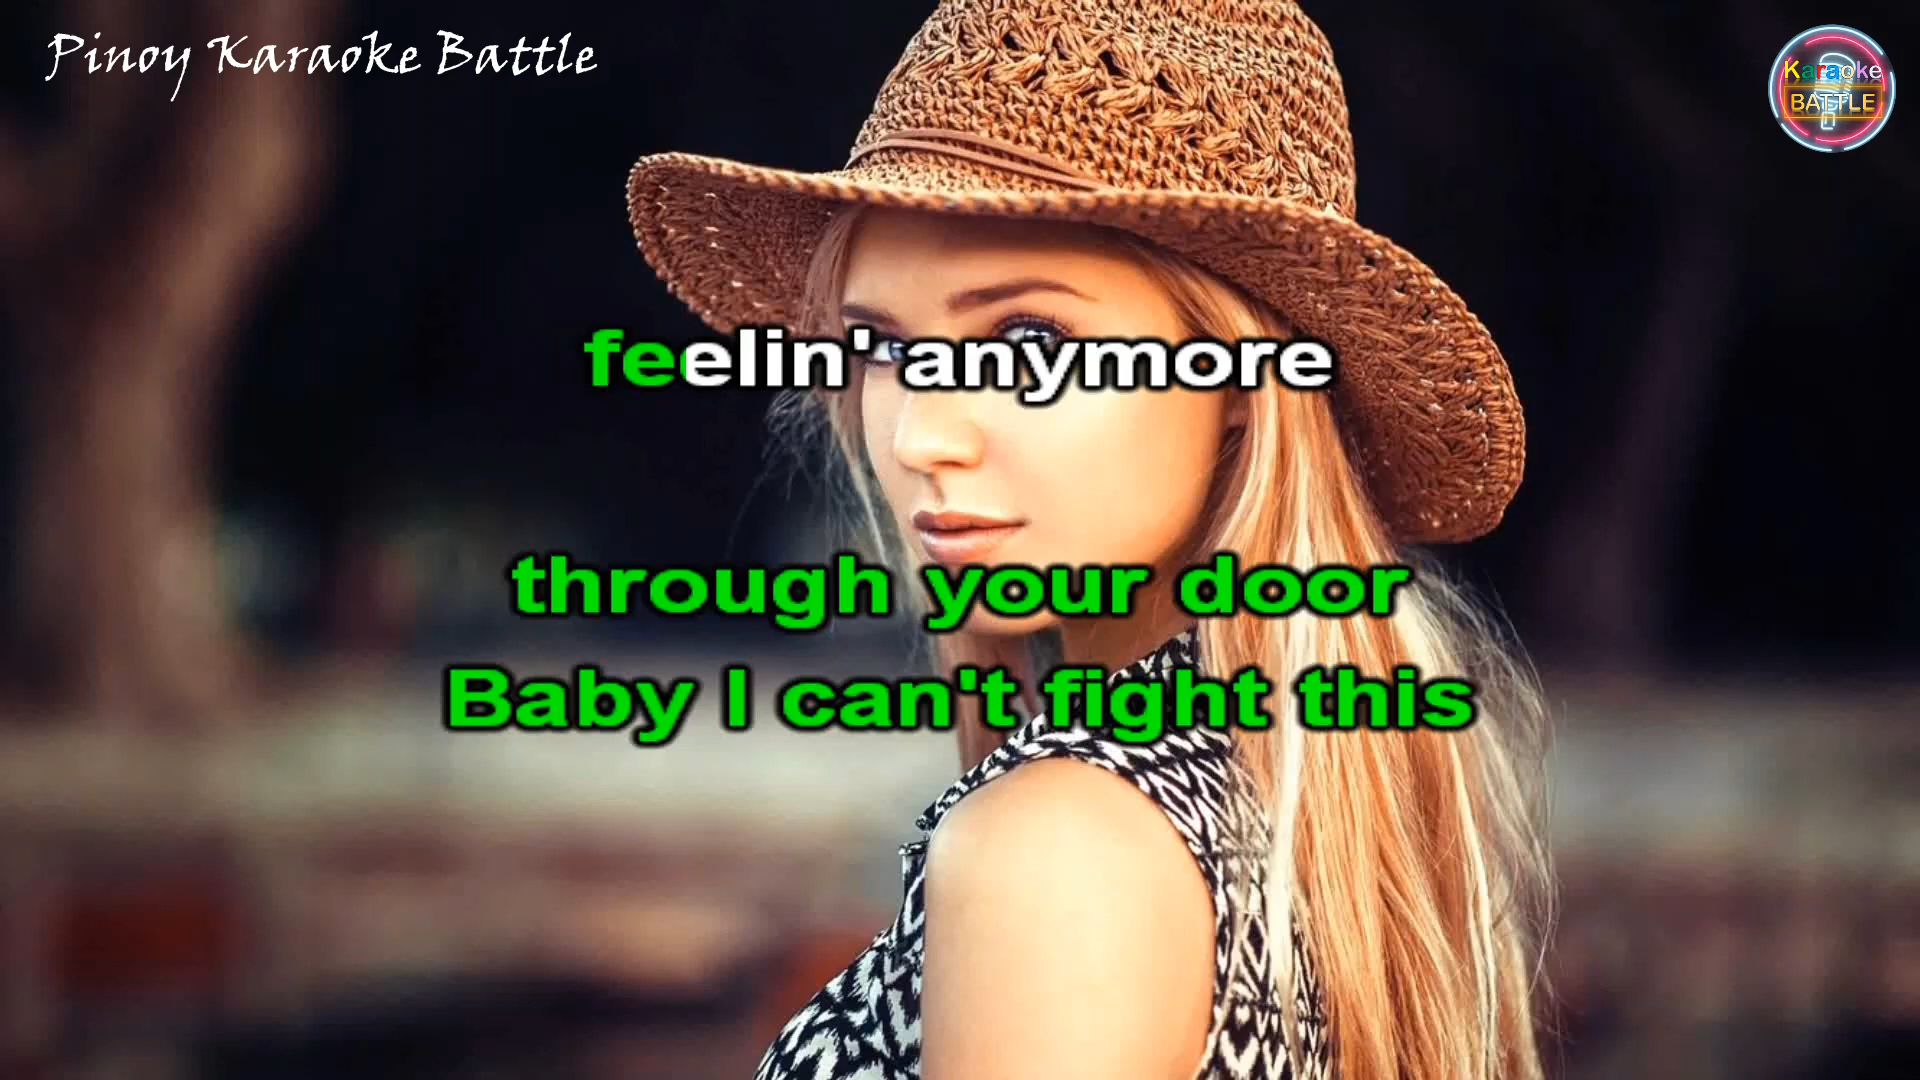 Pinoy Karaoke Battle
Karaoke
BATTLE
feelin' anymore
through your door
Baby I can't fight this